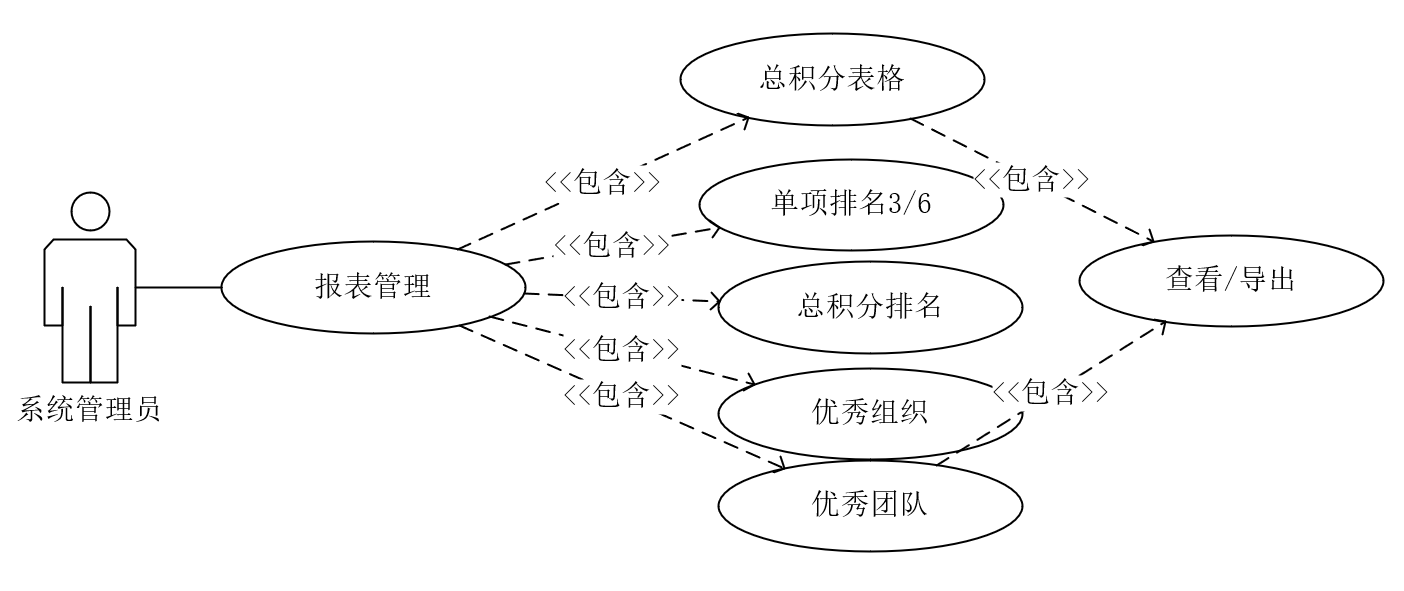 总积分表格
<<包含>>
<<包含>>
单项排名3/6
<<包含>>
报表管理
查看/导出
<<包含>>
总积分排名
<<包含>>
<<包含>>
<<包含>>
系统管理员
优秀组织
优秀团队